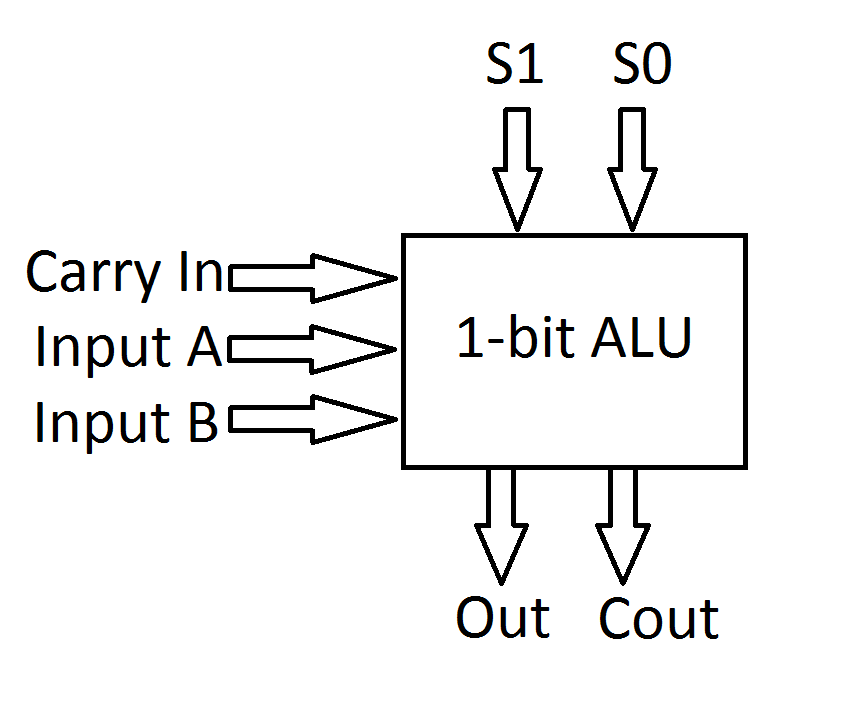 S1 S0
Carry In
Input A
1-bit ALU
Input B
Out Cout